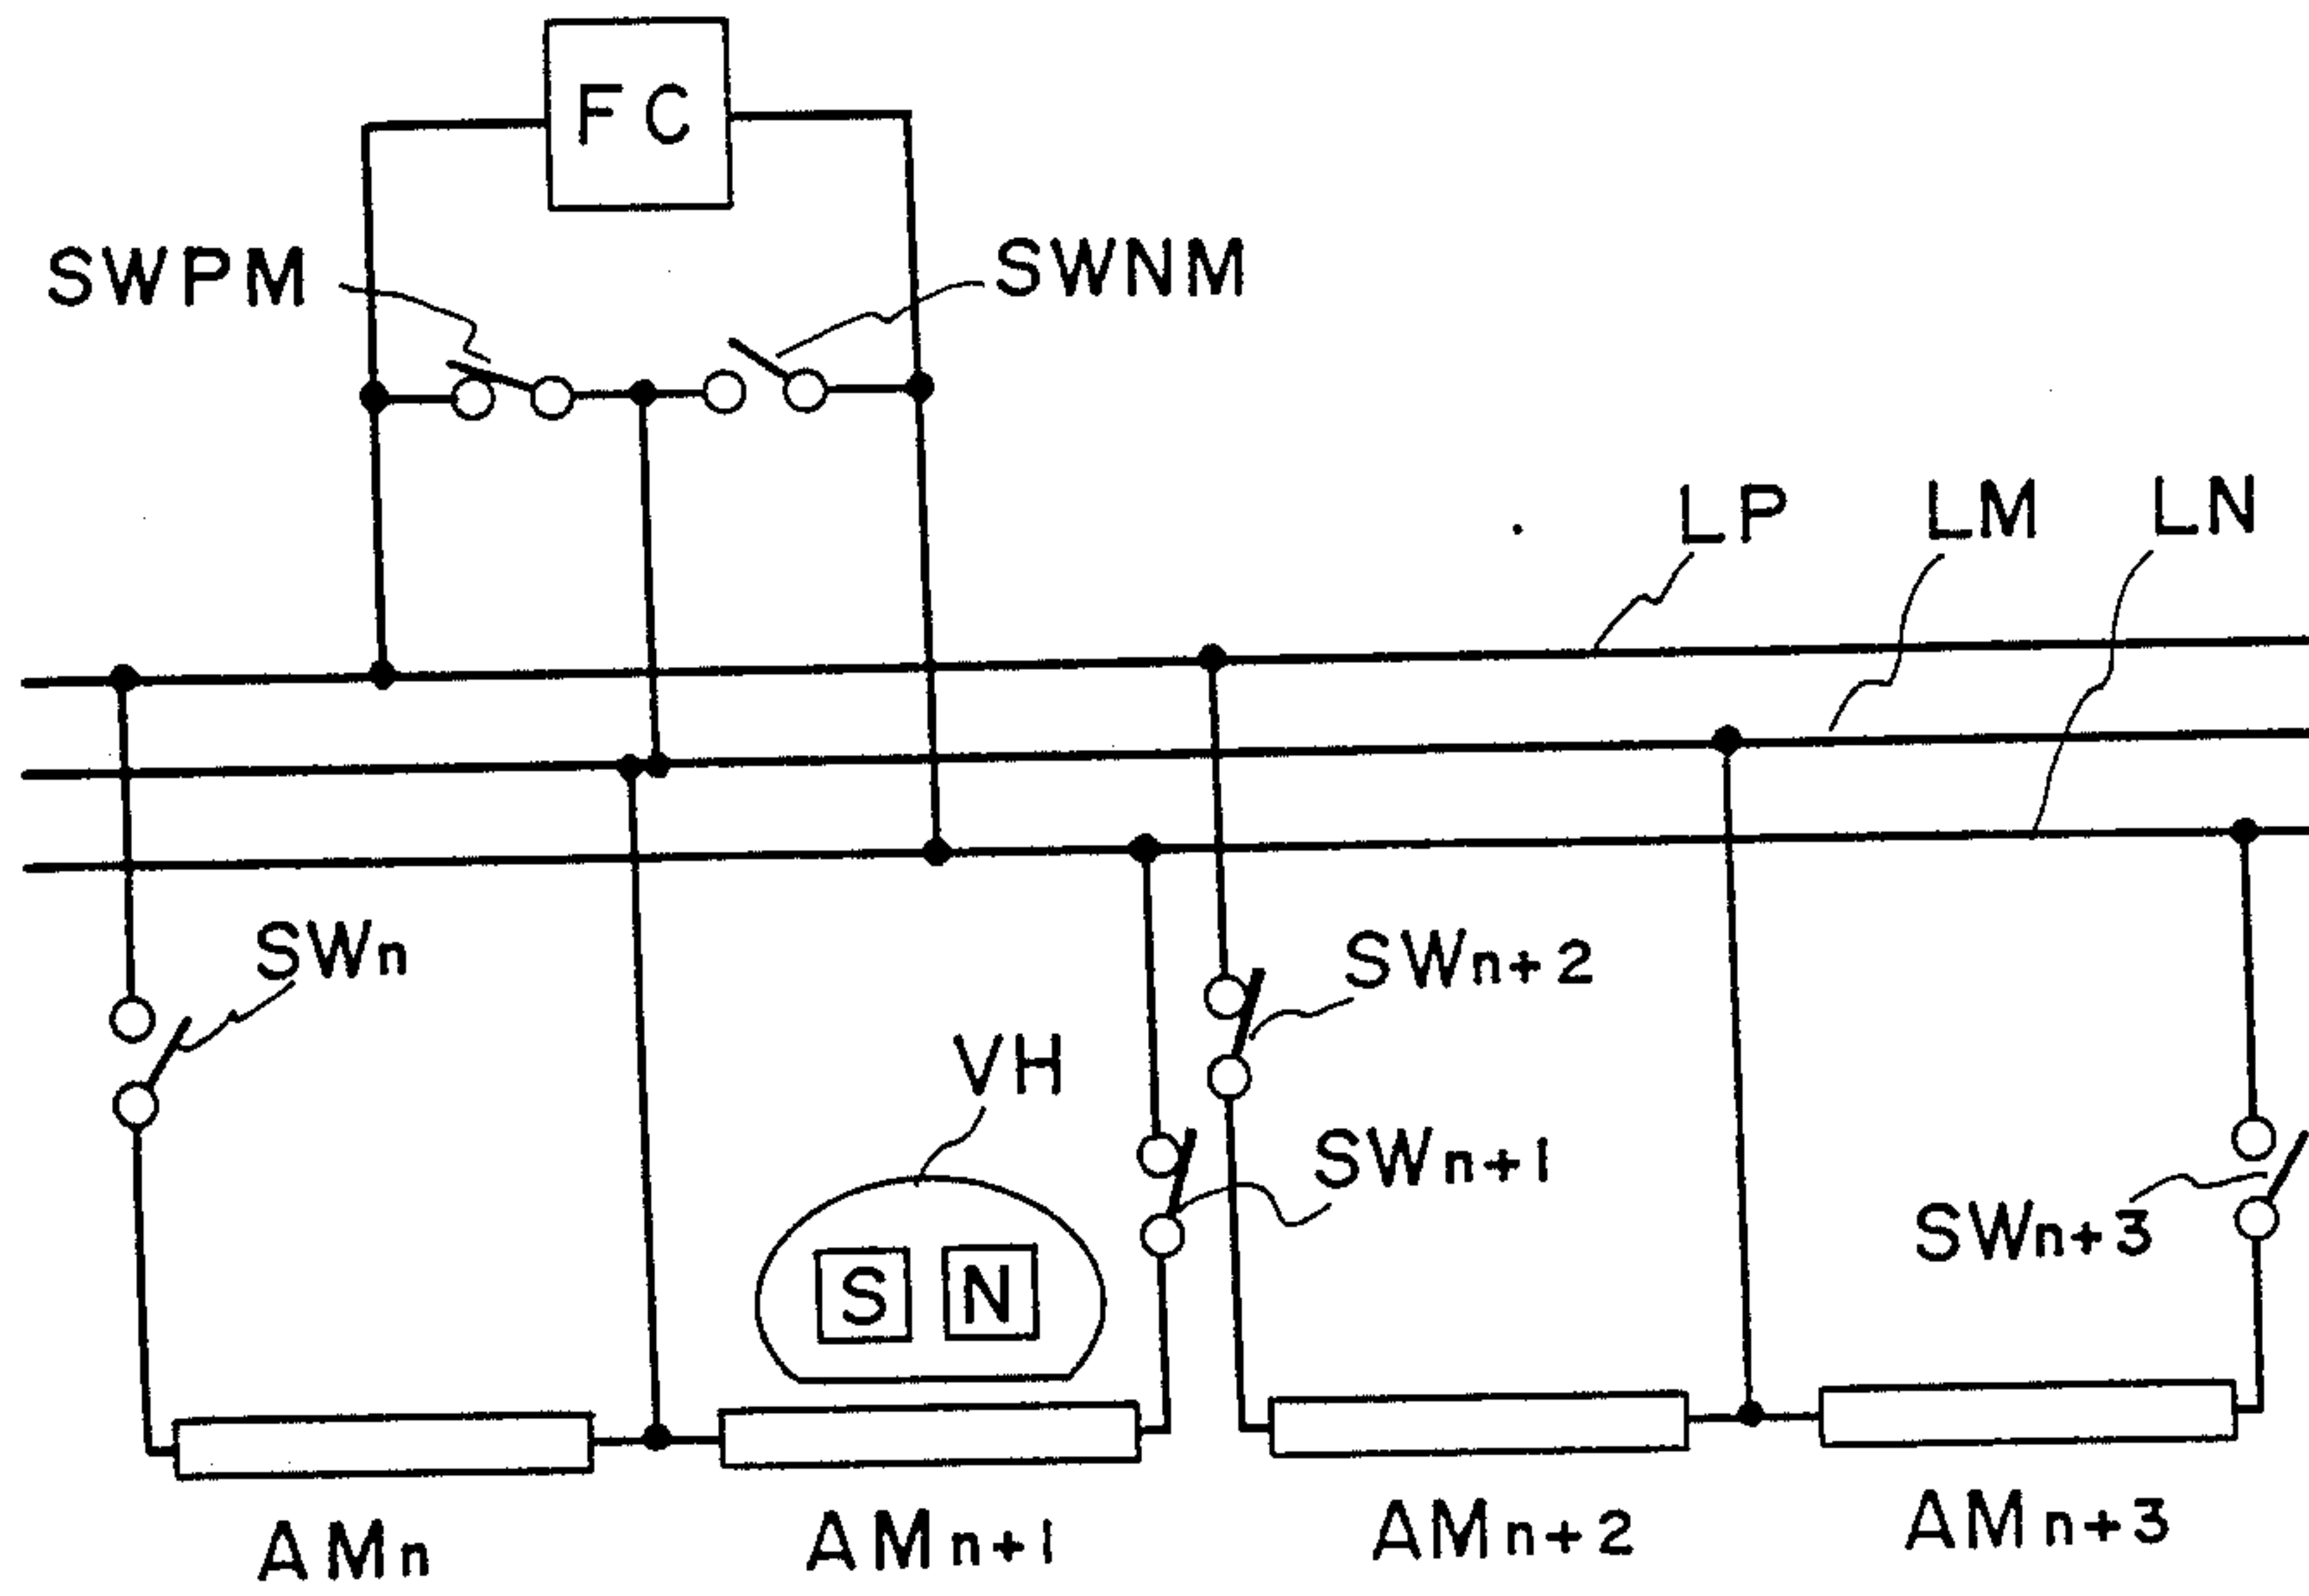 FC
SWPM
SWNM
LP
LM
LN
SWn
SWn+2
VH
SWn+1
SWn+3
S
N
AMn
AMn+1
AMn+2
AMn+3